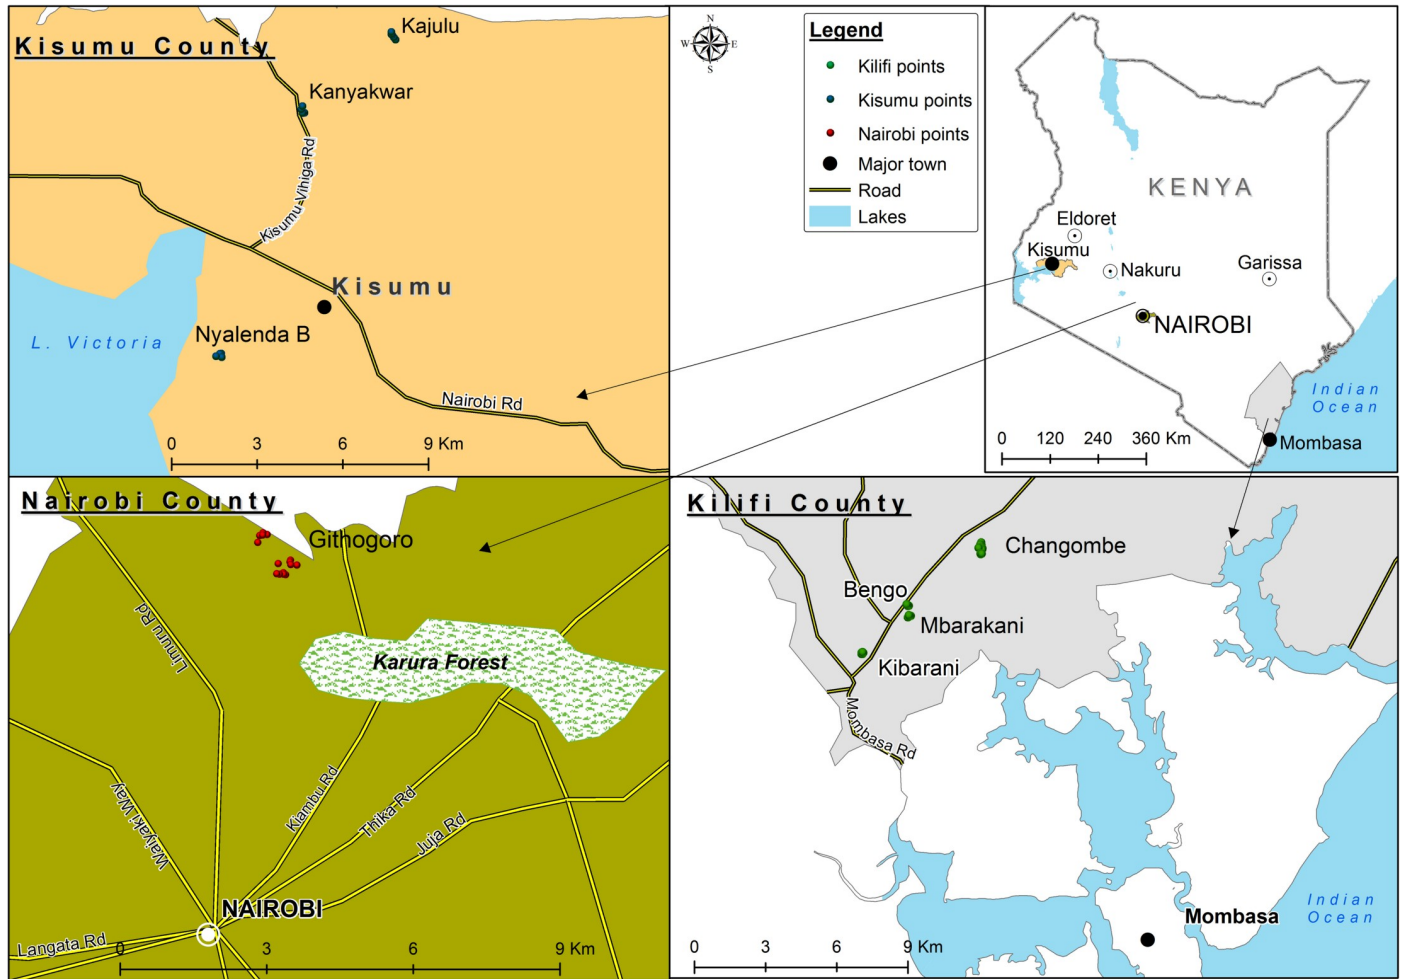 Kisumu County
Kajulu
Kanyakwar
Kisumu-Vihiga Rd
Kisumu
Nyalenda B
L. Victoria
Nairobi Rd
0 3 6 9 Km
N
W E
S
Legend
Kilifi points
Kisumu points
Nairobi points
Major town
Road
Lakes
KENYA
Eldoret
Kisumu
Nakuru
Garissa
NAIROBI
Indian
Ocean
0 120 240 360 Km
Mombasa
Nairobi County
Githogoro
Limuru Rd
Karura Forest
Waiyaki Way
Kiambu Rd
Thika Rd
Juja Rd
NAIROBI
Langata Rd
0 3 6 9 Km
Kilifi County
Changombe
Bengo
Mbarakani
Kibarani
Mombasa Rd
Indian
Ocean
Mombasa
0 3 6 9 Km